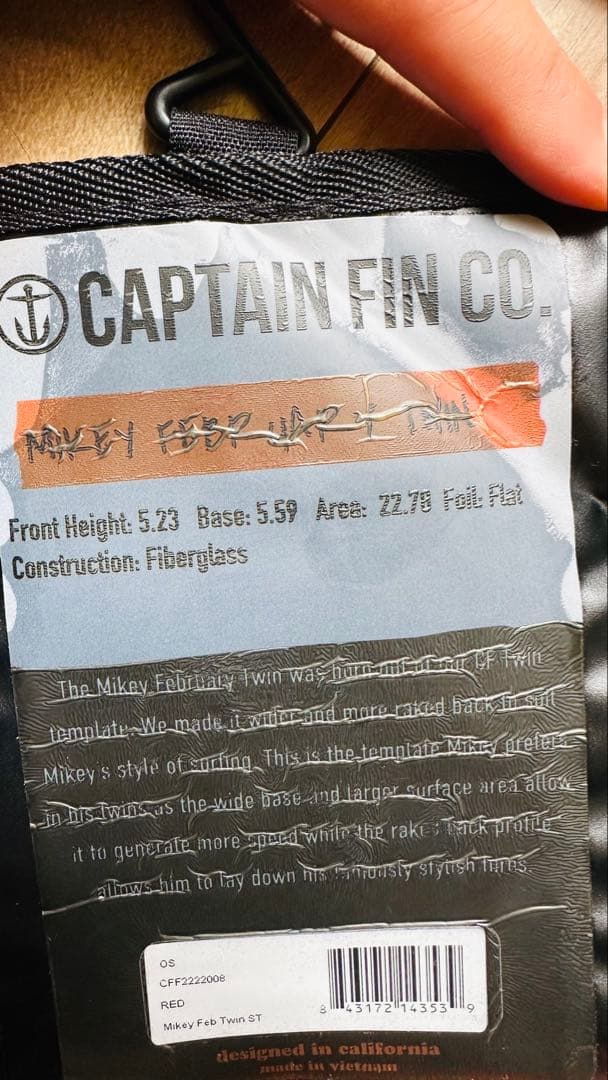 CAPTAIN FIN CO.
MIKEY FEBRUARY TWIN
Front Height: 5.23 Base: 5.59 Area: 22.78 Foil: Flat
Construction: Fiberglass
The Mikey February Twin was born out of our CF Twin
template. We made it wider and more raked back to suit
Mikey's style of surfing. This is the template Mikey prefers
in his twins as the wide base and larger surface area allow
it to generate more speed while the raked back profile
allows him to lay down his famously stylish turns.
OS
CFF2222008
RED
Mikey Feb Twin ST
8 43172 14353 9
designed in california
made in vietnam